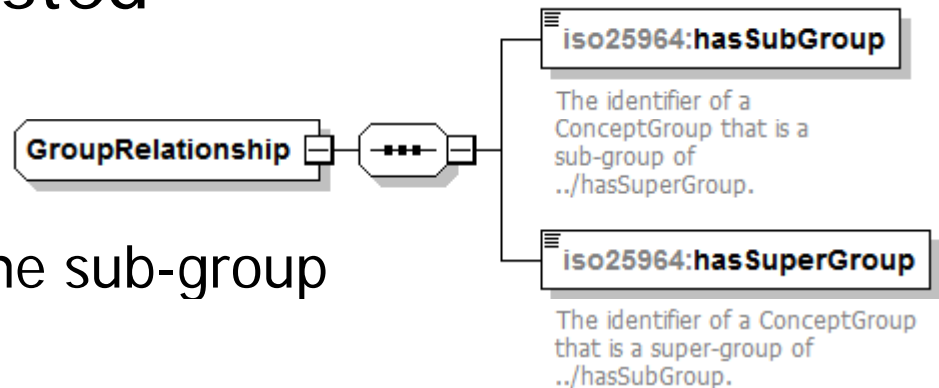 GroupRelationship
iso25964:hasSubGroup
The identifier of a
ConceptGroup that is a
sub-group of
../hasSuperGroup.
sub-group
iso25964:hasSuperGroup
The identifier of a ConceptGroup
that is a super-group of
../hasSubGroup.